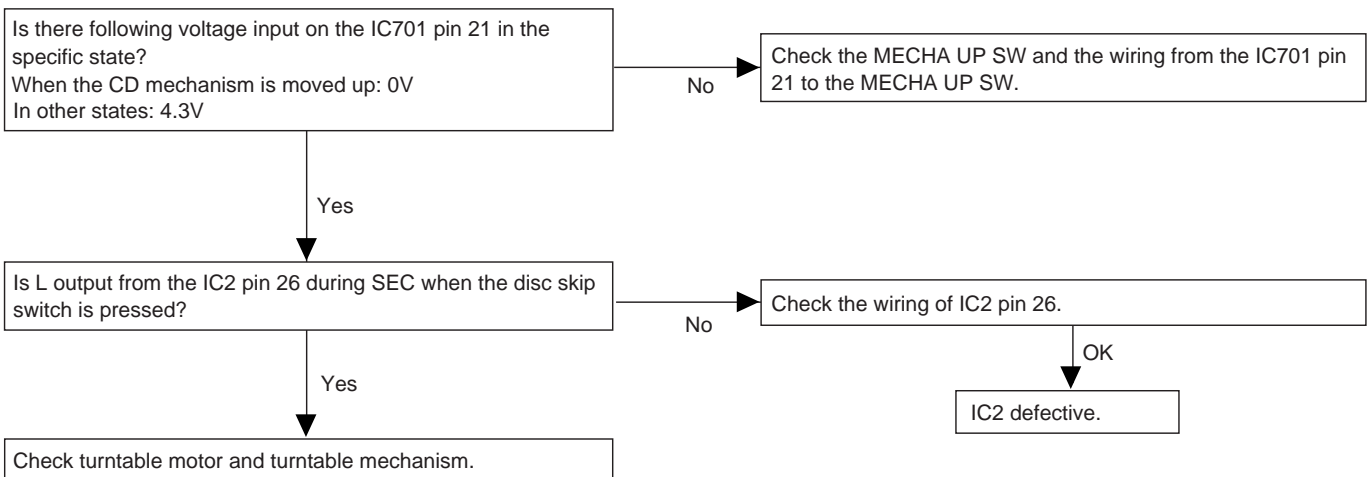 Is there following voltage input on the IC701 pin 21 in the
specific state?
When the CD mechanism is moved up: 0V
In other states: 4.3V
No
Check the MECHA UP SW and the wiring from the IC701 pin
21 to the MECHA UP SW.
Yes
Is L output from the IC2 pin 26 during SEC when the disc skip
switch is pressed?
No
Check the wiring of IC2 pin 26.
OK
IC2 defective.
Yes
Check turntable motor and turntable mechanism.